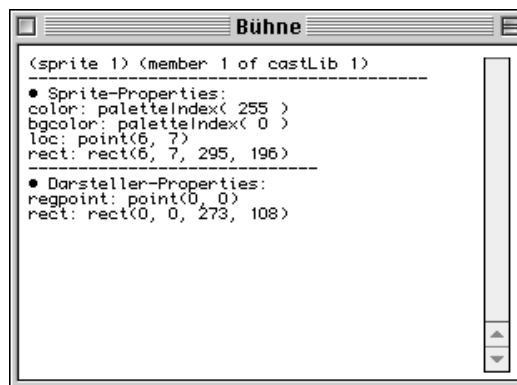 Bühne
(sprite 1) (member 1 of castLib 1)
----------------------------------------
● Sprite-Properties:
color: paletteIndex( 255 )
bgcolor: paletteIndex( 0 )
loc: point(6, 7)
rect: rect(6, 7, 295, 196)
-----------------------------
● Darsteller-Properties:
regpoint: point(0, 0)
rect: rect(0, 0, 273, 108)